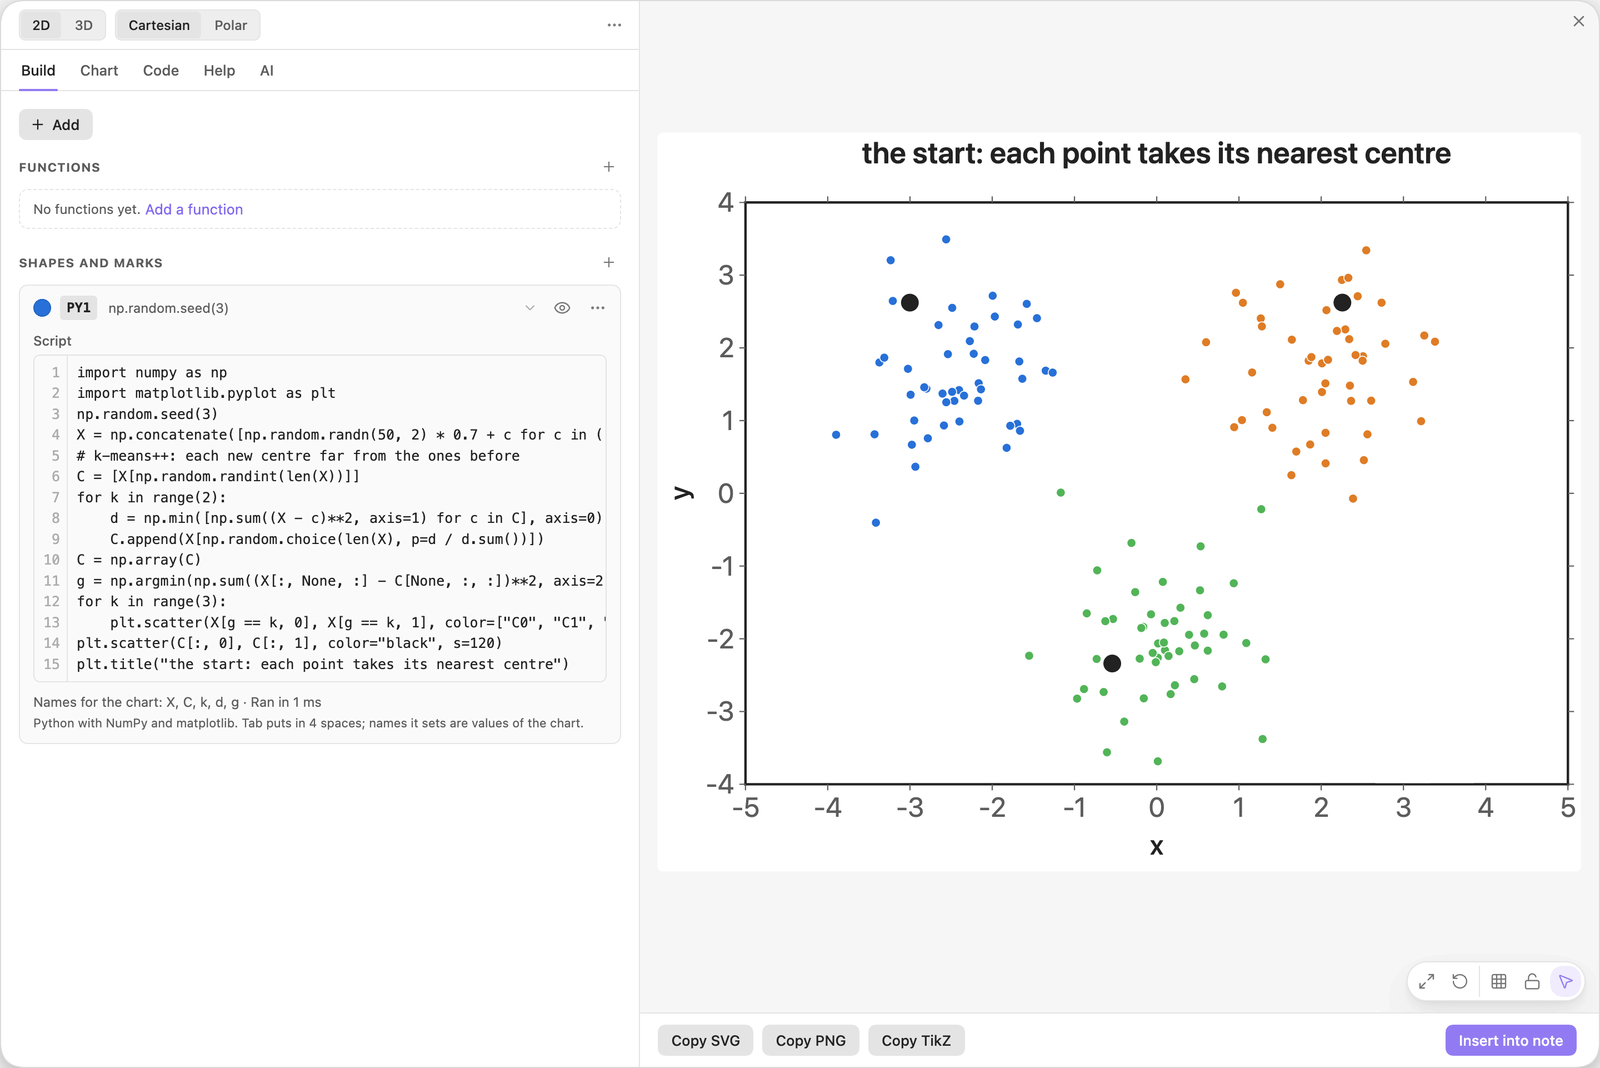 2D 3D Cartesian Polar
Build Chart Code Help AI
+ Add
FUNCTIONS
No functions yet. Add a function
SHAPES AND MARKS
PY1 np.random.seed(3)
Script
1 import numpy as np
2 import matplotlib.pyplot as plt
3 np.random.seed(3)
4 X = np.concatenate([np.random.randn(50, 2) * 0.7 + c for c in (
5 # k-means++: each new centre far from the ones before
6 C = [X[np.random.randint(len(X))]]
7 for k in range(2):
8     d = np.min([np.sum((X - c)**2, axis=1) for c in C], axis=0)
9     C.append(X[np.random.choice(len(X), p=d / d.sum())])
10 C = np.array(C)
11 g = np.argmin(np.sum((X[:, None, :] - C[None, :, :])**2, axis=2
12 for k in range(3):
13     plt.scatter(X[g == k, 0], X[g == k, 1], color=["C0", "C1", "
14 plt.scatter(C[:, 0], C[:, 1], color="black", s=120)
15 plt.title("the start: each point takes its nearest centre")
Names for the chart: X, C, k, d, g · Ran in 1 ms
Python with NumPy and matplotlib. Tab puts in 4 spaces; names it sets are values of the chart.
the start: each point takes its nearest centre
4
3
2
1
0
-1
-2
-3
-4
y
-5 -4 -3 -2 -1 0 1 2 3 4 5
x
Copy SVG Copy PNG Copy TikZ
Insert into note